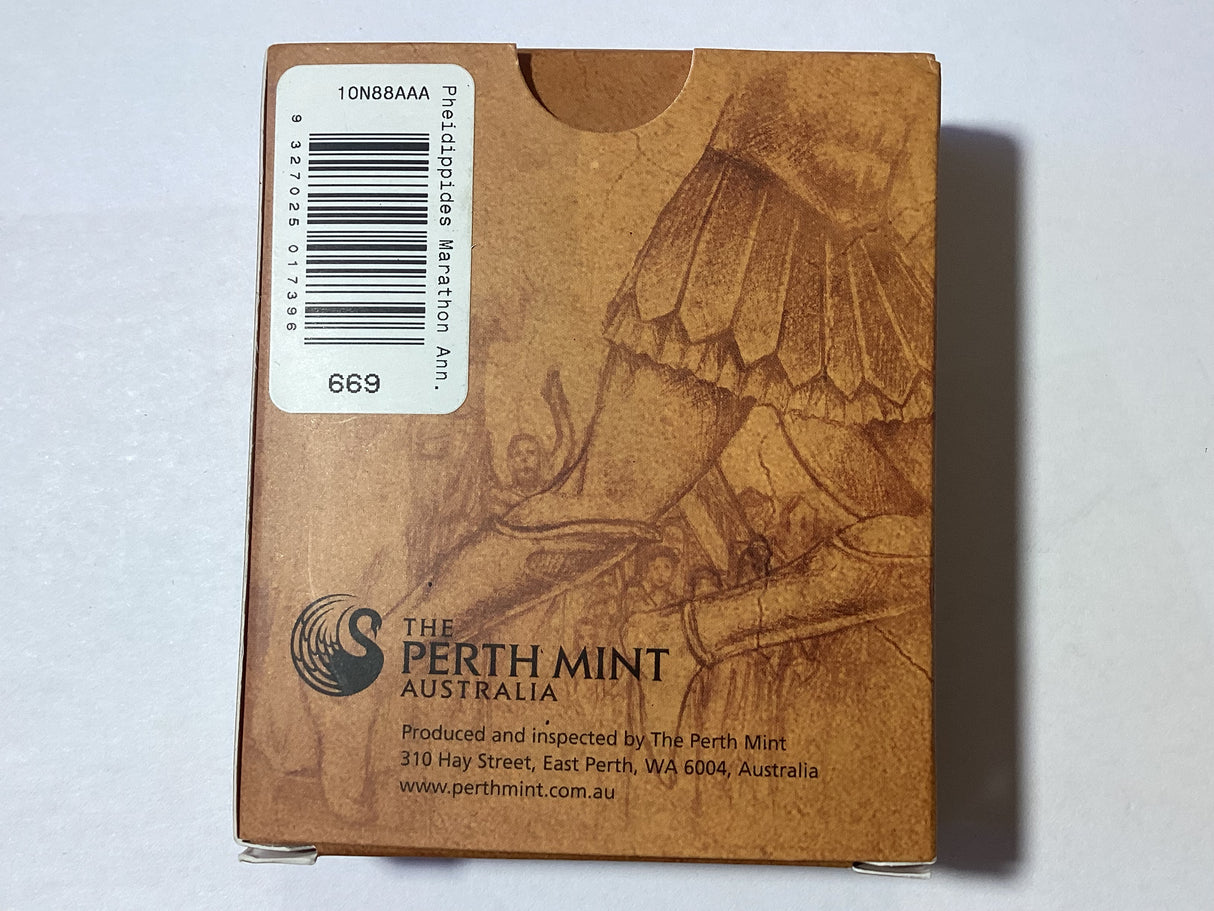 10N88AAA
Pheidippides Marathon Ann.
9 327025 017396
669
THE
PERTH MINT
AUSTRALIA
Produced and inspected by The Perth Mint
310 Hay Street, East Perth, WA 6004, Australia
www.perthmint.com.au